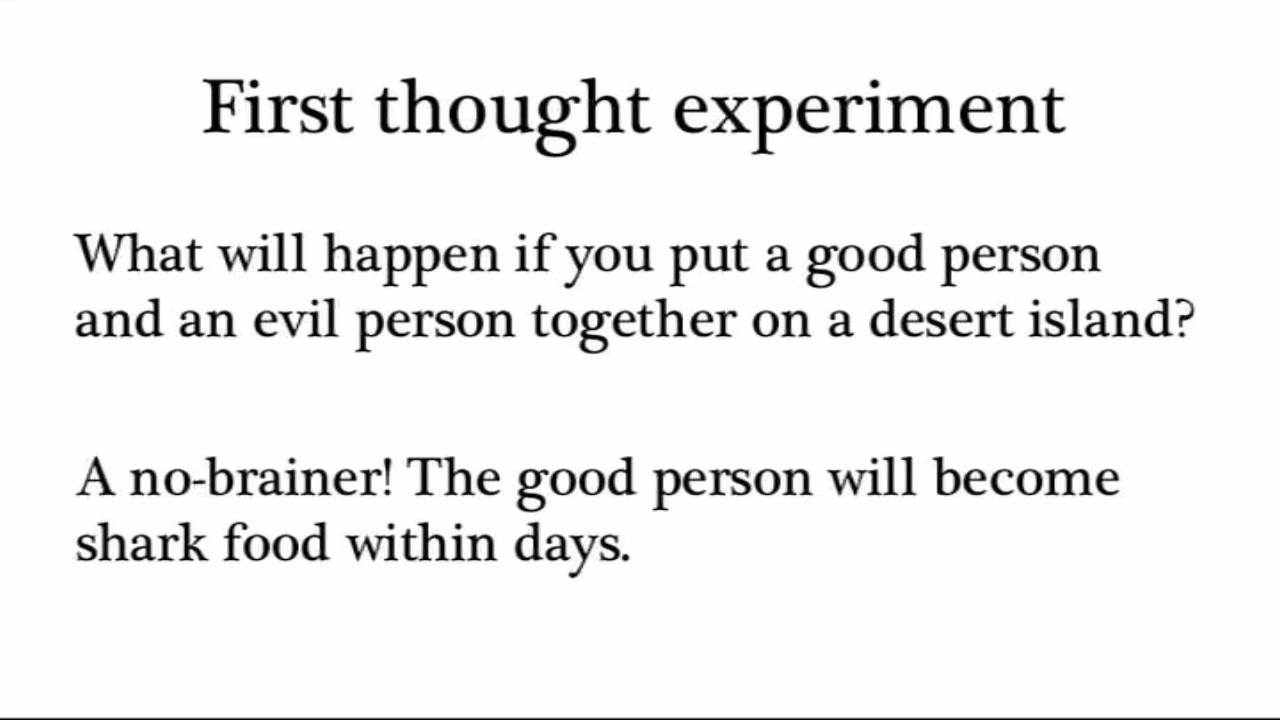 First thought experiment
What will happen if you put a good person
and an evil person together on a desert island?
A no-brainer! The good person will become
shark food within days.